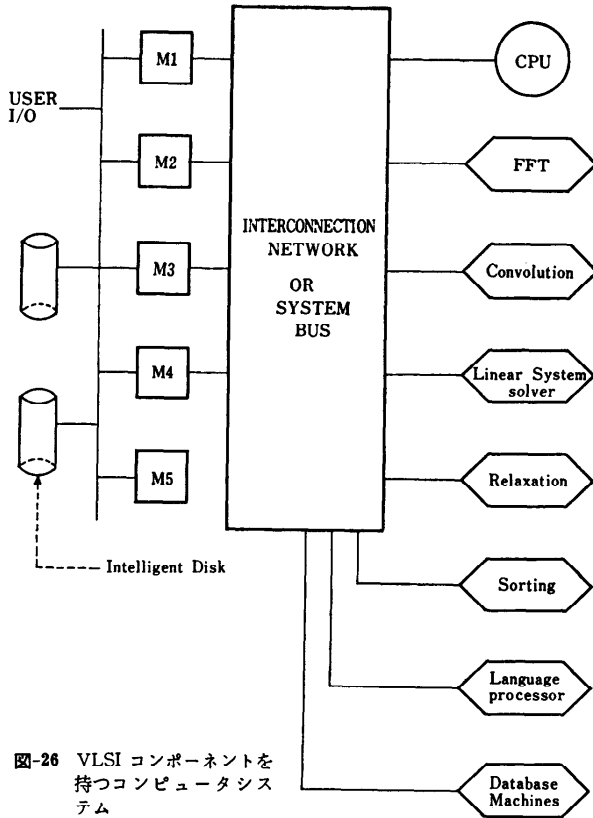 M1
CPU
USER
I/O
M2
FFT
INTERCONNECTION
NETWORK
OR
SYSTEM
BUS
M3
Convolution
M4
Linear System
solver
M5
Relaxation
Intelligent Disk
Sorting
Language
processor
図-26 VLSI コンポーネントを
持つコンピュータシス
テム
Database
Machines